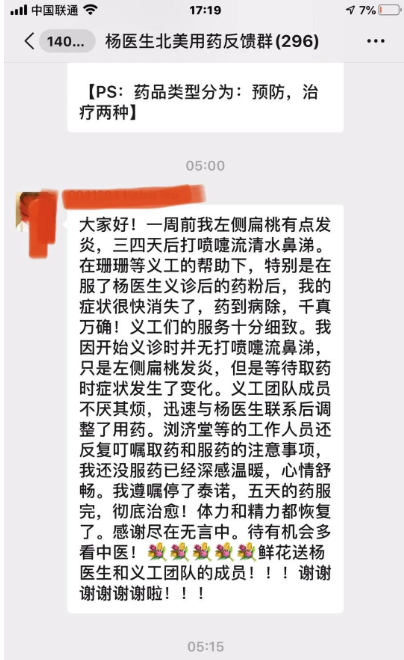 中国联通 17:19 7%
140... 杨医生北美用药反馈群(296)
【PS：药品类型分为：预防，治
疗两种】
05:00
大家好！一周前我左侧扁桃有点发
炎，三四天后打喷嚏流清水鼻涕。
在珊珊等义工的帮助下，特别是在
服了杨医生义诊后的药粉后，我的
症状很快消失了，药到病除，千真
万确！义工们的服务十分细致。我
因开始义诊时并无打喷嚏流鼻涕，
只是左侧扁桃发炎，但是等待取药
时症状发生了变化。义工团队成员
不厌其烦，迅速与杨医生联系后调
整了用药。浏济堂等的工作人员还
反复叮嘱取药和服药的注意事项，
我还没服药已经深感温暖，心情舒
畅。我遵嘱停了泰诺，五天的药服
完，彻底治愈！体力和精力都恢复
了。感谢尽在无言中。待有机会多
看中医！💐💐💐💐💐鲜花送杨
医生和义工团队的成员！！！谢谢
谢谢谢谢啦！！！
05:15